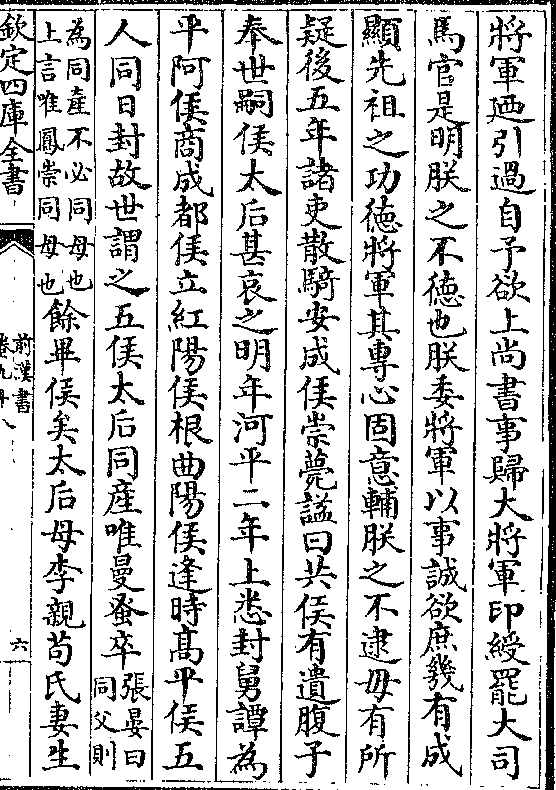 將軍廼引過自予欲上尚書事歸大將軍印綬罷大司
馬官是明朕之不徳也朕委將軍以事誠欲庶幾有成
顯先祖之功徳將軍其專心固意輔朕之不逮毋有所
疑後五年諸吏散騎安成侯崇薨諡曰共侯有遺腹子
奉世嗣侯太后甚哀之明年河平二年上悉封舅譚為
平阿侯商成都侯立紅陽侯根曲陽侯逢時髙平侯五
人同日封故世謂之五侯太后同産唯曼蚤卒張晏曰同父則
為同産不必同母也上言唯鳳崇同母也餘畢侯矣太后母李親茍氏妻生
欽定四庫全書
前漢書
卷九十八
六